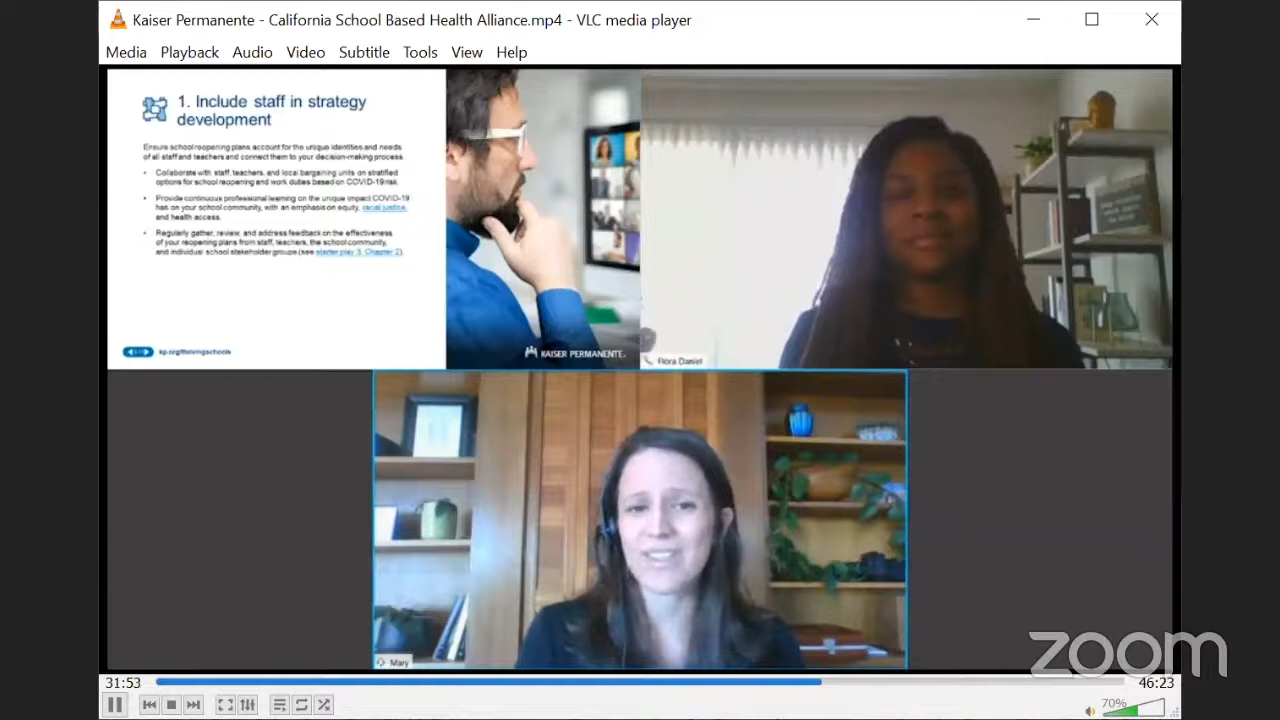 Kaiser Permanente - California School Based Health Alliance.mp4 - VLC media player
Media Playback Audio Video Subtitle Tools View Help
1. Include staff in strategy
development
Ensure school reopening plans account for the unique identities and needs
of all staff and teachers and connect them to your decision-making process.
• Collaborate with staff, teachers, and local bargaining units on stratified
options for school reopening and work duties based on COVID-19 risk.
• Provide continuous professional learning on the unique impact COVID-19
has on your school community, with an emphasis on equity, racial justice,
and health access.
• Regularly gather, review, and address feedback on the effectiveness
of your reopening plans from staff, teachers, the school community,
and individual school stakeholder groups (see starter play 3, Chapter 2).
kp.org/thrivingschools
KAISER PERMANENTE.
Flora Daniel
Mary
zoom
31:53
46:23
70%